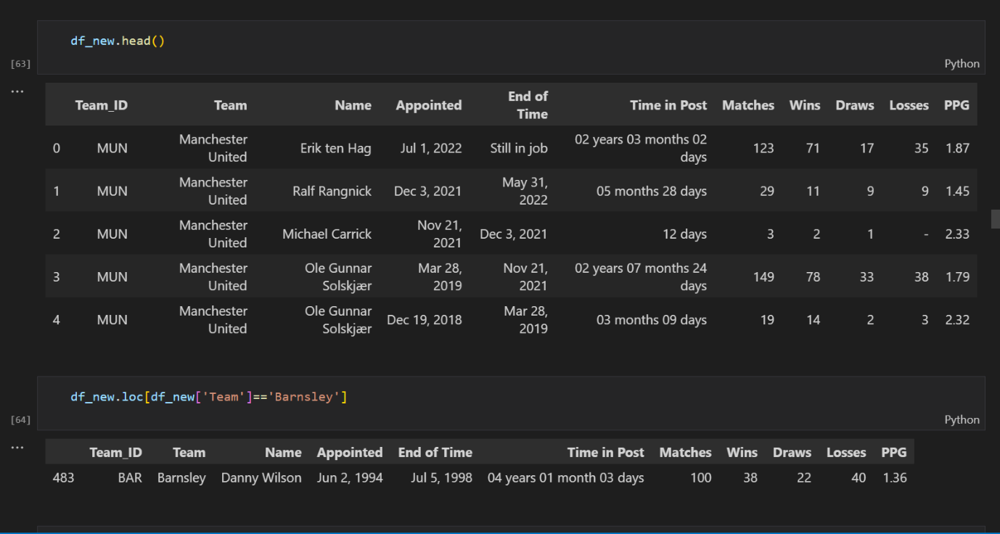 df_new.head()
[63]
Python
...
Team_ID Team Name Appointed End of Time Time in Post Matches Wins Draws Losses PPG
0 MUN Manchester United Erik ten Hag Jul 1, 2022 Still in job 02 years 03 months 02 days 123 71 17 35 1.87
1 MUN Manchester United Ralf Rangnick Dec 3, 2021 May 31, 2022 05 months 28 days 29 11 9 9 1.45
2 MUN Manchester United Michael Carrick Nov 21, 2021 Dec 3, 2021 12 days 3 2 1 - 2.33
3 MUN Manchester United Ole Gunnar Solskjær Mar 28, 2019 Nov 21, 2021 02 years 07 months 24 days 149 78 33 38 1.79
4 MUN Manchester United Ole Gunnar Solskjær Dec 19, 2018 Mar 28, 2019 03 months 09 days 19 14 2 3 2.32
df_new.loc[df_new['Team']=='Barnsley']
[64]
Python
...
Team_ID Team Name Appointed End of Time Time in Post Matches Wins Draws Losses PPG
483 BAR Barnsley Danny Wilson Jun 2, 1994 Jul 5, 1998 04 years 01 month 03 days 100 38 22 40 1.36